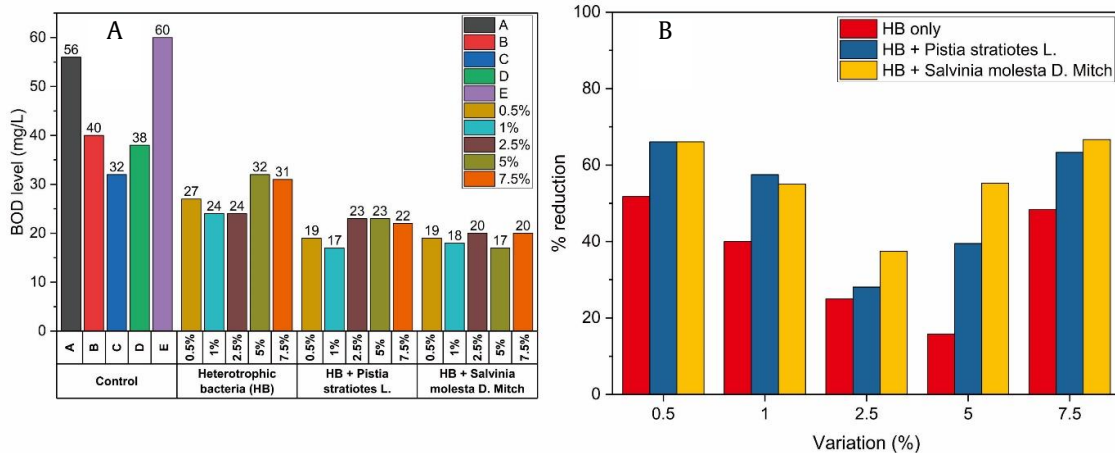 A
BOD level (mg/L)
60
50
40
30
20
10
0
56
40
32
38
60
27
24
24
32
31
19
17
23
23
22
19
18
20
17
20
A
B
C
D
E
0.5%
1%
2.5%
5%
7.5%
A
B
C
D
E
0.5%
1%
2.5%
5%
7.5%
0.5%
1%
2.5%
5%
7.5%
0.5%
1%
2.5%
5%
7.5%
Control
Heterotrophic
bacteria (HB)
HB + Pistia
stratiotes L.
HB + Salvinia
molesta D. Mitch
B
% reduction
100
80
60
40
20
0
HB only
HB + Pistia stratiotes L.
HB + Salvinia molesta D. Mitch
0.5
1
2.5
5
7.5
Variation (%)